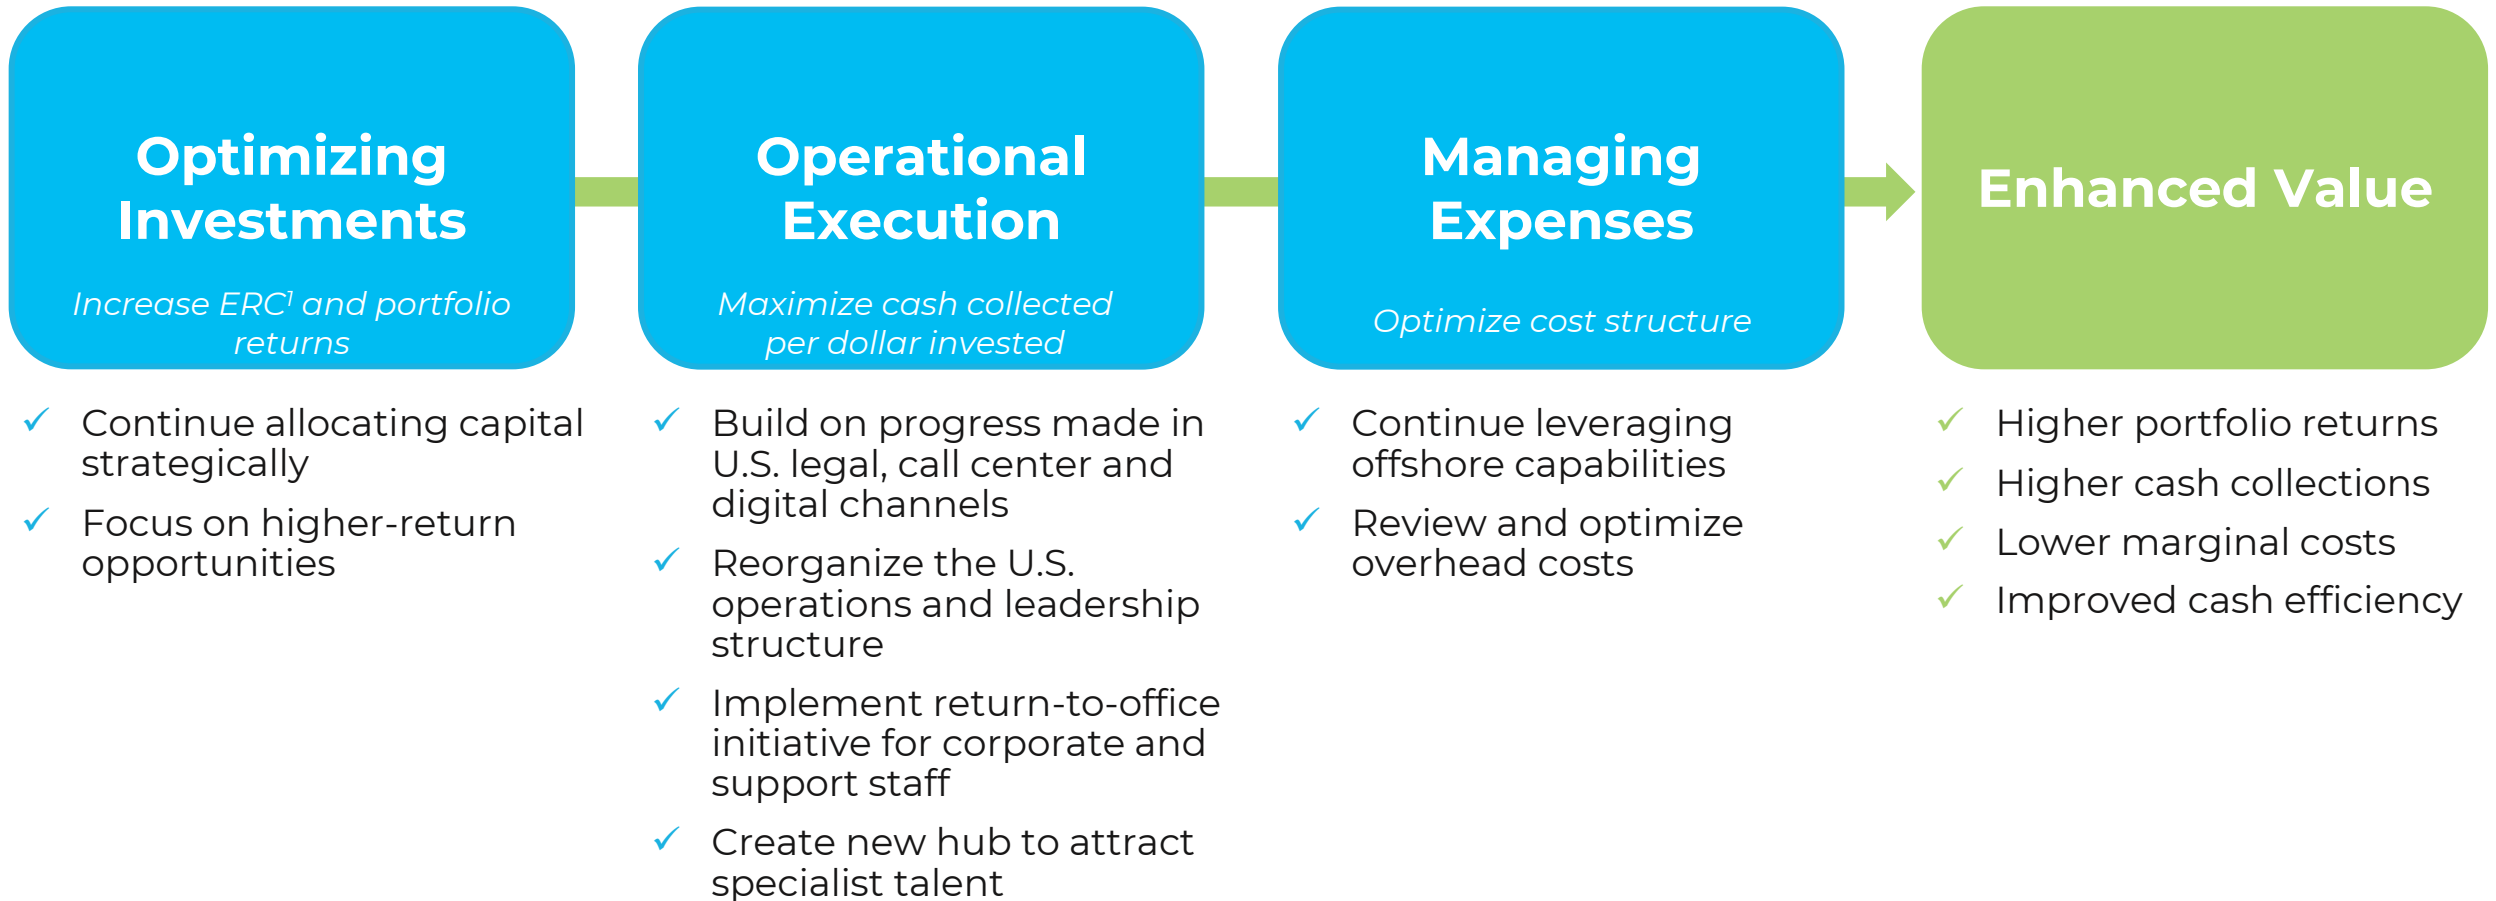 Optimizing
Investments
Increase ERC¹ and portfolio
returns
Continue allocating capital
strategically
Focus on higher-return
opportunities
Operational
Execution
Maximize cash collected
per dollar invested
Build on progress made in
U.S. legal, call center and
digital channels
Reorganize the U.S.
operations and leadership
structure
Implement return-to-office
initiative for corporate and
support staff
Create new hub to attract
specialist talent
Managing
Expenses
Optimize cost structure
Continue leveraging
offshore capabilities
Review and optimize
overhead costs
Enhanced Value
Higher portfolio returns
Higher cash collections
Lower marginal costs
Improved cash efficiency